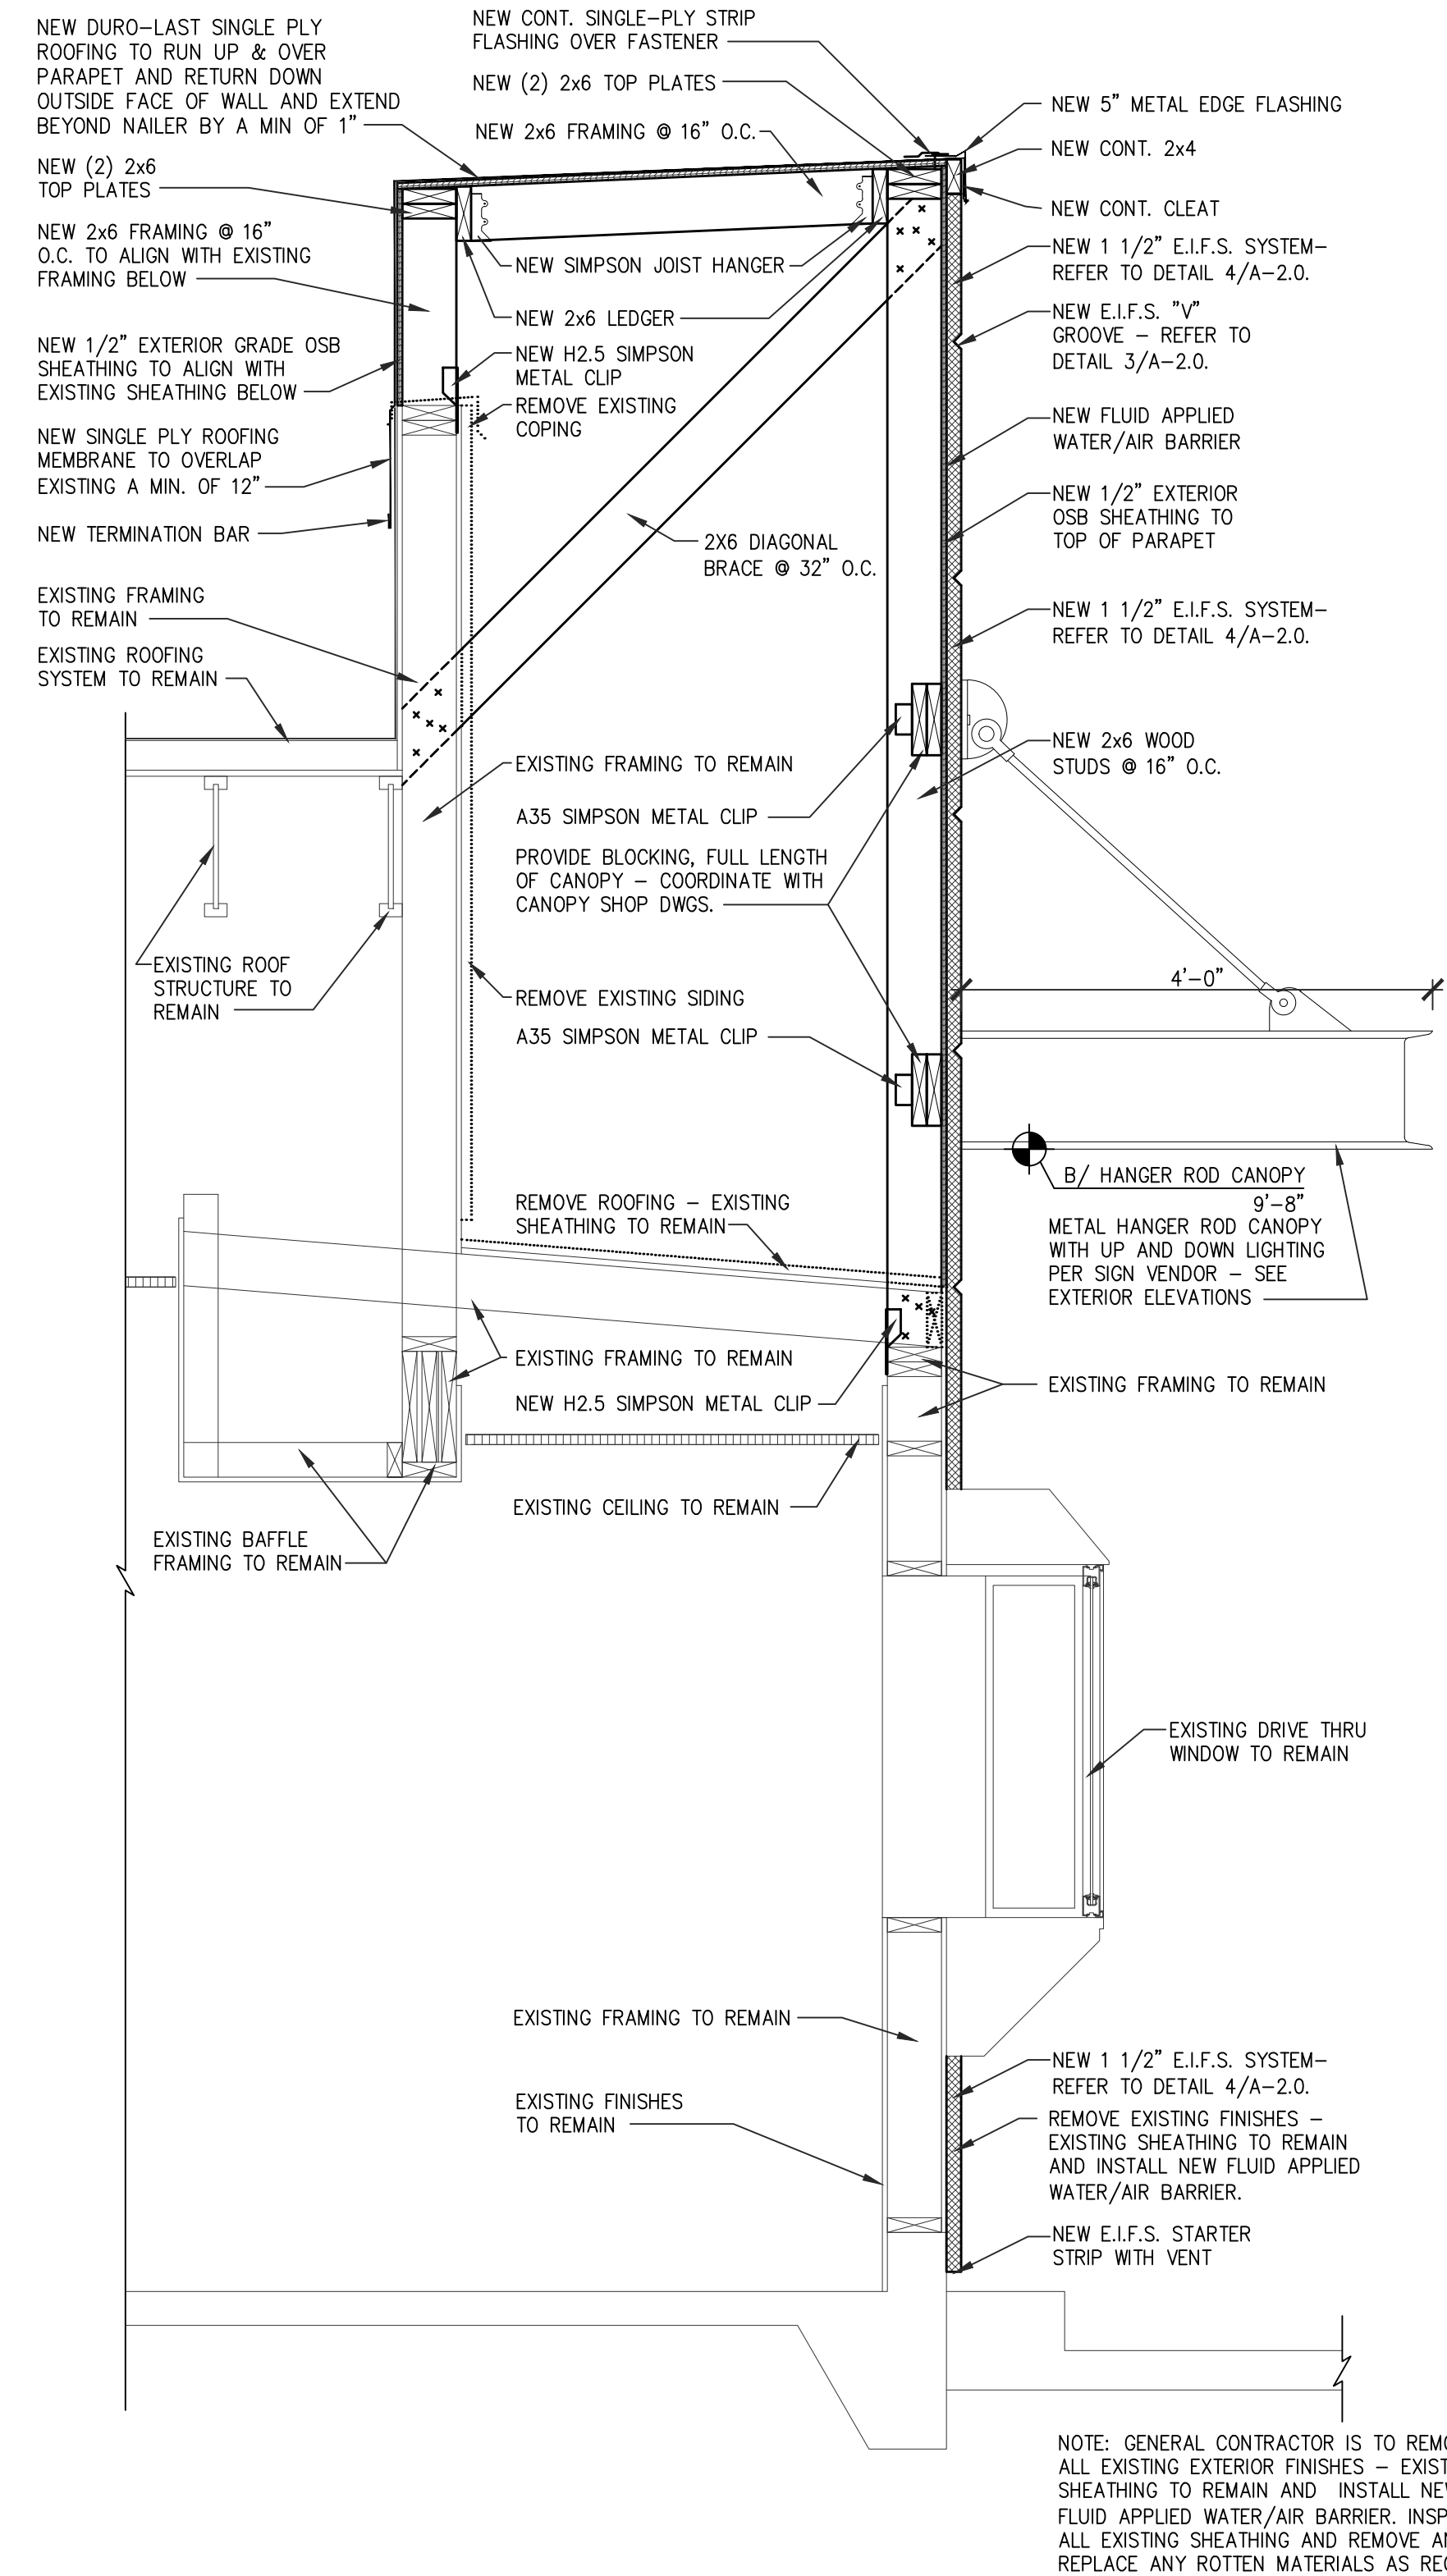 NEW DURO-LAST SINGLE PLY
ROOFING TO RUN UP & OVER
PARAPET AND RETURN DOWN
OUTSIDE FACE OF WALL AND EXTEND
BEYOND NAILER BY A MIN OF 1"
NEW (2) 2x6
TOP PLATES
NEW 2x6 FRAMING @ 16"
O.C. TO ALIGN WITH EXISTING
FRAMING BELOW
NEW 1/2" EXTERIOR GRADE OSB
SHEATHING TO ALIGN WITH
EXISTING SHEATHING BELOW
NEW SINGLE PLY ROOFING
MEMBRANE TO OVERLAP
EXISTING A MIN. OF 12"
NEW TERMINATION BAR
EXISTING FRAMING
TO REMAIN
EXISTING ROOFING
SYSTEM TO REMAIN
EXISTING ROOF
STRUCTURE TO
REMAIN
EXISTING BAFFLE
FRAMING TO REMAIN
NEW CONT. SINGLE-PLY STRIP
FLASHING OVER FASTENER
NEW (2) 2x6 TOP PLATES
NEW 2x6 FRAMING @ 16" O.C.
NEW SIMPSON JOIST HANGER
NEW 2x6 LEDGER
NEW H2.5 SIMPSON
METAL CLIP
REMOVE EXISTING
COPING
2X6 DIAGONAL
BRACE @ 32" O.C.
EXISTING FRAMING TO REMAIN
A35 SIMPSON METAL CLIP
PROVIDE BLOCKING, FULL LENGTH
OF CANOPY - COORDINATE WITH
CANOPY SHOP DWGS.
REMOVE EXISTING SIDING
A35 SIMPSON METAL CLIP
REMOVE ROOFING - EXISTING
SHEATHING TO REMAIN
EXISTING FRAMING TO REMAIN
NEW H2.5 SIMPSON METAL CLIP
EXISTING CEILING TO REMAIN
EXISTING FRAMING TO REMAIN
EXISTING FINISHES
TO REMAIN
NEW 5" METAL EDGE FLASHING
NEW CONT. 2x4
NEW CONT. CLEAT
NEW 1 1/2" E.I.F.S. SYSTEM-
REFER TO DETAIL 4/A-2.0.
NEW E.I.F.S. "V"
GROOVE - REFER TO
DETAIL 3/A-2.0.
NEW FLUID APPLIED
WATER/AIR BARRIER
NEW 1/2" EXTERIOR
OSB SHEATHING TO
TOP OF PARAPET
NEW 1 1/2" E.I.F.S. SYSTEM-
REFER TO DETAIL 4/A-2.0.
NEW 2x6 WOOD
STUDS @ 16" O.C.
4'-0"
B/ HANGER ROD CANOPY
9'-8"
METAL HANGER ROD CANOPY
WITH UP AND DOWN LIGHTING
PER SIGN VENDOR - SEE
EXTERIOR ELEVATIONS
EXISTING FRAMING TO REMAIN
EXISTING DRIVE THRU
WINDOW TO REMAIN
NEW 1 1/2" E.I.F.S. SYSTEM-
REFER TO DETAIL 4/A-2.0.
REMOVE EXISTING FINISHES -
EXISTING SHEATHING TO REMAIN
AND INSTALL NEW FLUID APPLIED
WATER/AIR BARRIER.
NEW E.I.F.S. STARTER
STRIP WITH VENT
NOTE: GENERAL CONTRACTOR IS TO
ALL EXISTING EXTERIOR FINISHES -
SHEATHING TO REMAIN AND INSTALL
FLUID APPLIED WATER/AIR BARRIER.
ALL EXISTING SHEATHING AND REMOVE
REPLACE ANY ROTTEN MATERIALS AS